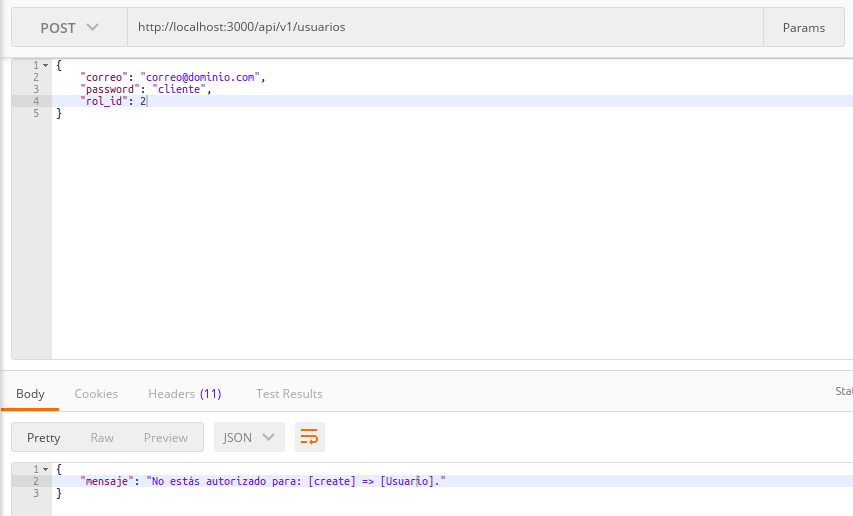 POST http://localhost:3000/api/v1/usuarios Params
1 {
2 "correo": "correo@dominio.com",
3 "password": "cliente",
4 "rol_id": 2
5 }
Body Cookies Headers (11) Test Results
Pretty Raw Preview JSON
1 {
2 "mensaje": "No estás autorizado para: [create] => [Usuario]."
3 }